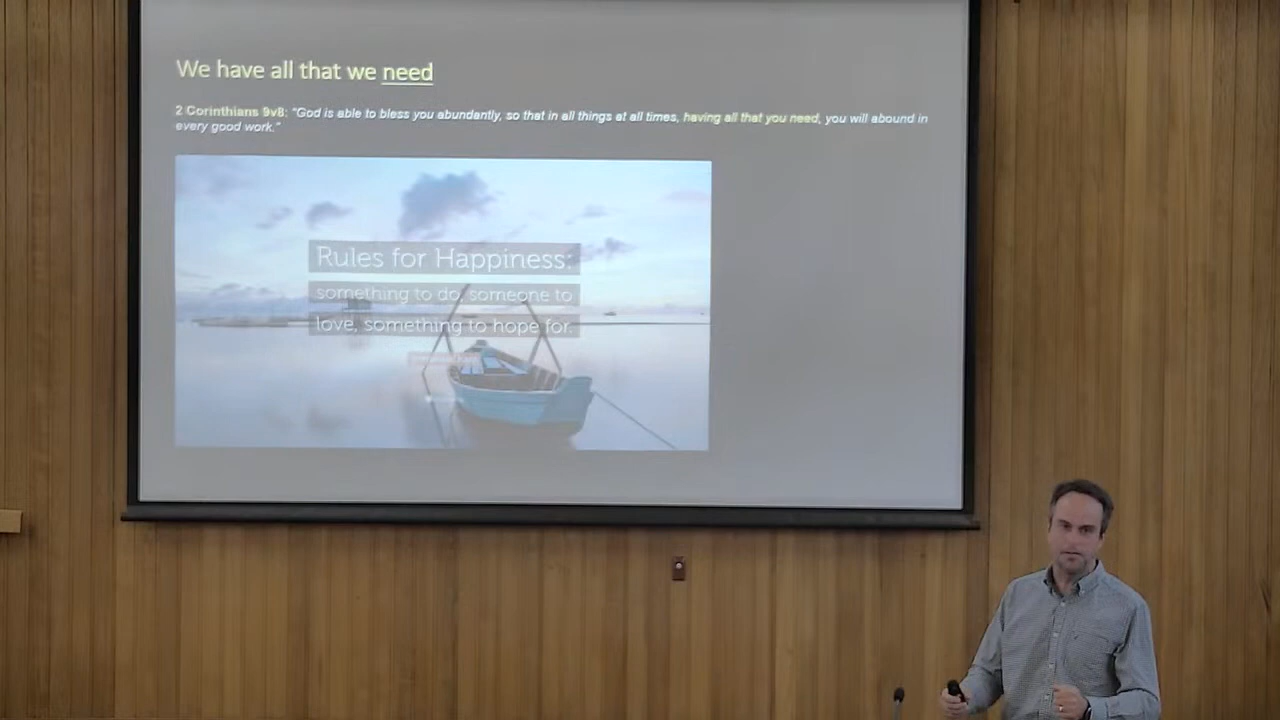 We have all that we need
2 Corinthians 9v8: "God is able to bless you abundantly, so that in all things at all times, having all that you need, you will abound in
every good work."
Rules for Happiness:
something to do, someone to
love, something to hope for.